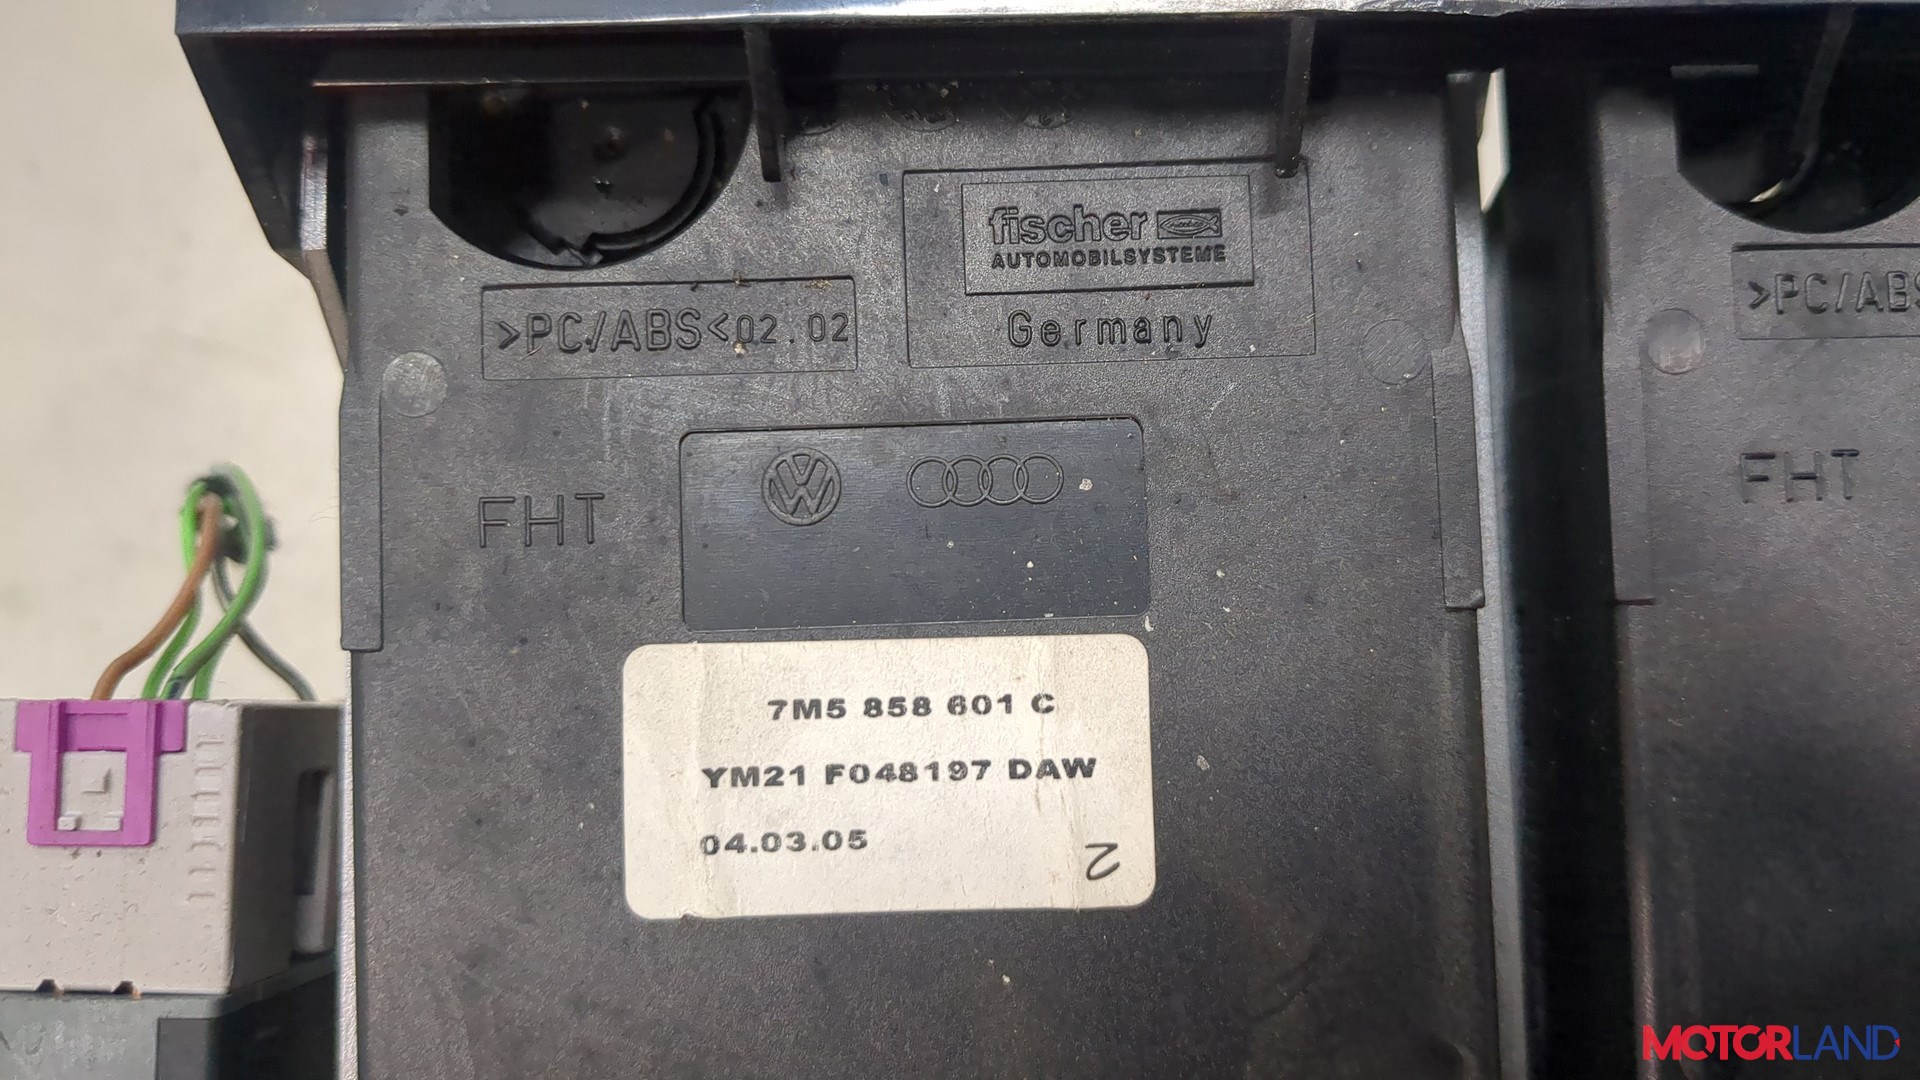 fischer
AUTOMOBILSYSTEME
Germany
>PC/ABS<02.02
>PC/ABS
FHT
FHT
7M5 858 601 C
YM21 F048197 DAW
04.03.05
2
MOTORLAND